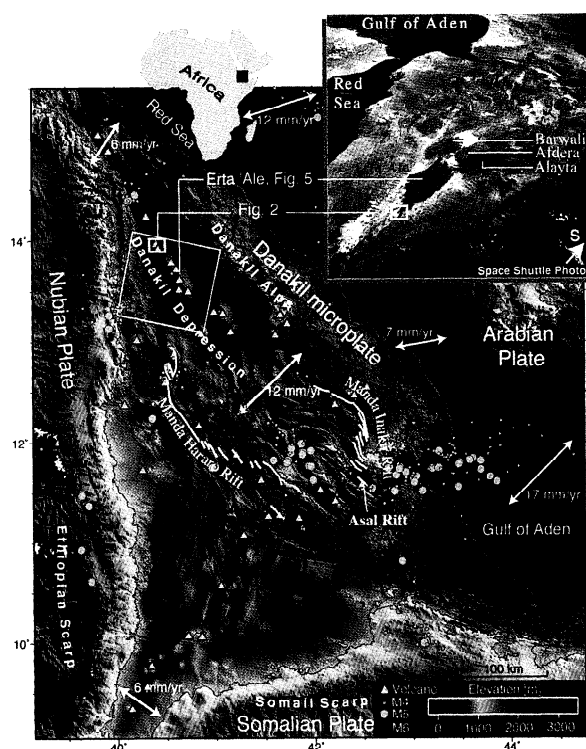 Gulf of Aden
Africa
Red
Sea
Red Sea
12 mm/yr
6 mm/yr
Barwali
Afdera
Alayta
Erta Ale, Fig. 5
Fig. 2
S
Space Shuttle Photo
14°
Danakil Alps
Danakil microplate
Danakil Depression
Nubian Plate
7 mm/yr
Arabian
Plate
12 mm/yr
Manda Inakir Rift
Manda Hararo Rift
12°
17 mm/yr
Asal Rift
Gulf of Aden
Ethiopian Scarp
10°
100 km
6 mm/yr
Somali Scarp
Somalian Plate
Volcano
M4
M5
M6
Elevation (m)
0 1000 2000 3000
40°
42°
44°